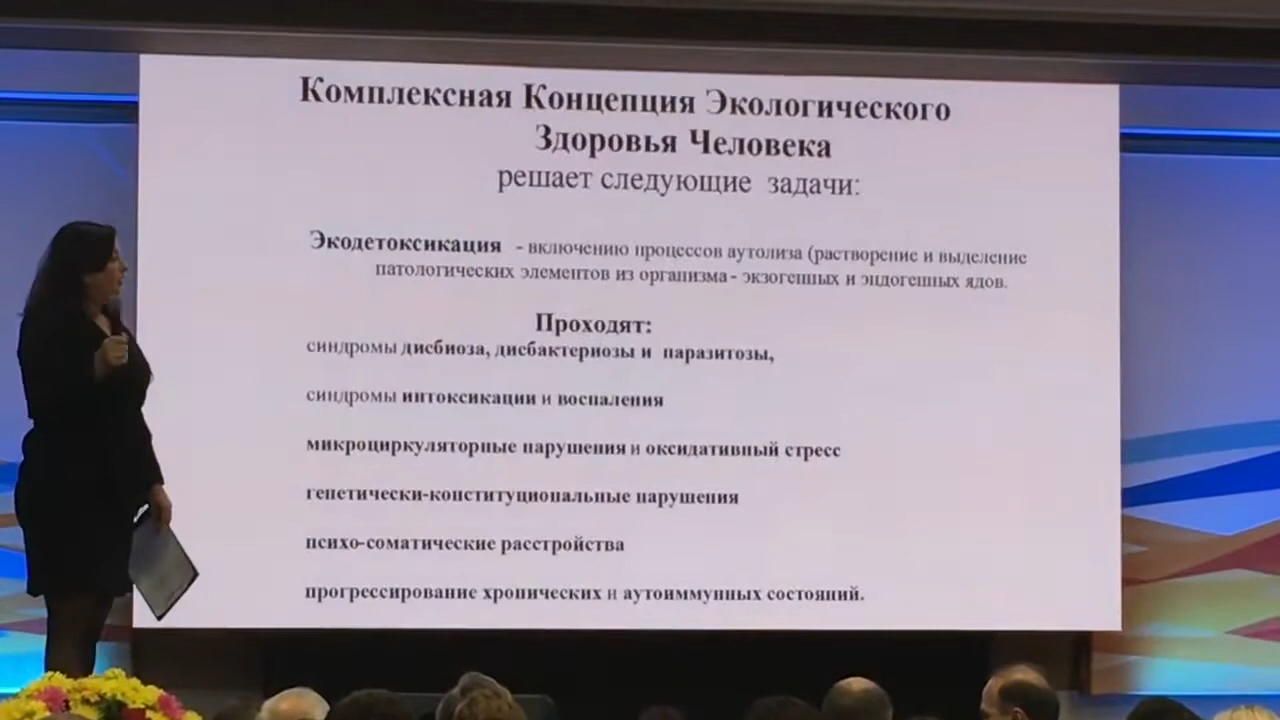 Комплексная Концепция Экологического
Здоровья Человека
решает следующие задачи:
Экодетоксикация - включению процессов аутолиза (растворение и выделение
патологических элементов из организма - экзогенных и эндогенных ядов.
Проходят:
синдромы дисбиоза, дисбактериозы и паразитозы,
синдромы интоксикации и воспаления
микроциркуляторные нарушения и оксидативный стресс
генетически-конституциональные нарушения
психо-соматические расстройства
прогрессирование хронических и аутоиммунных состояний.